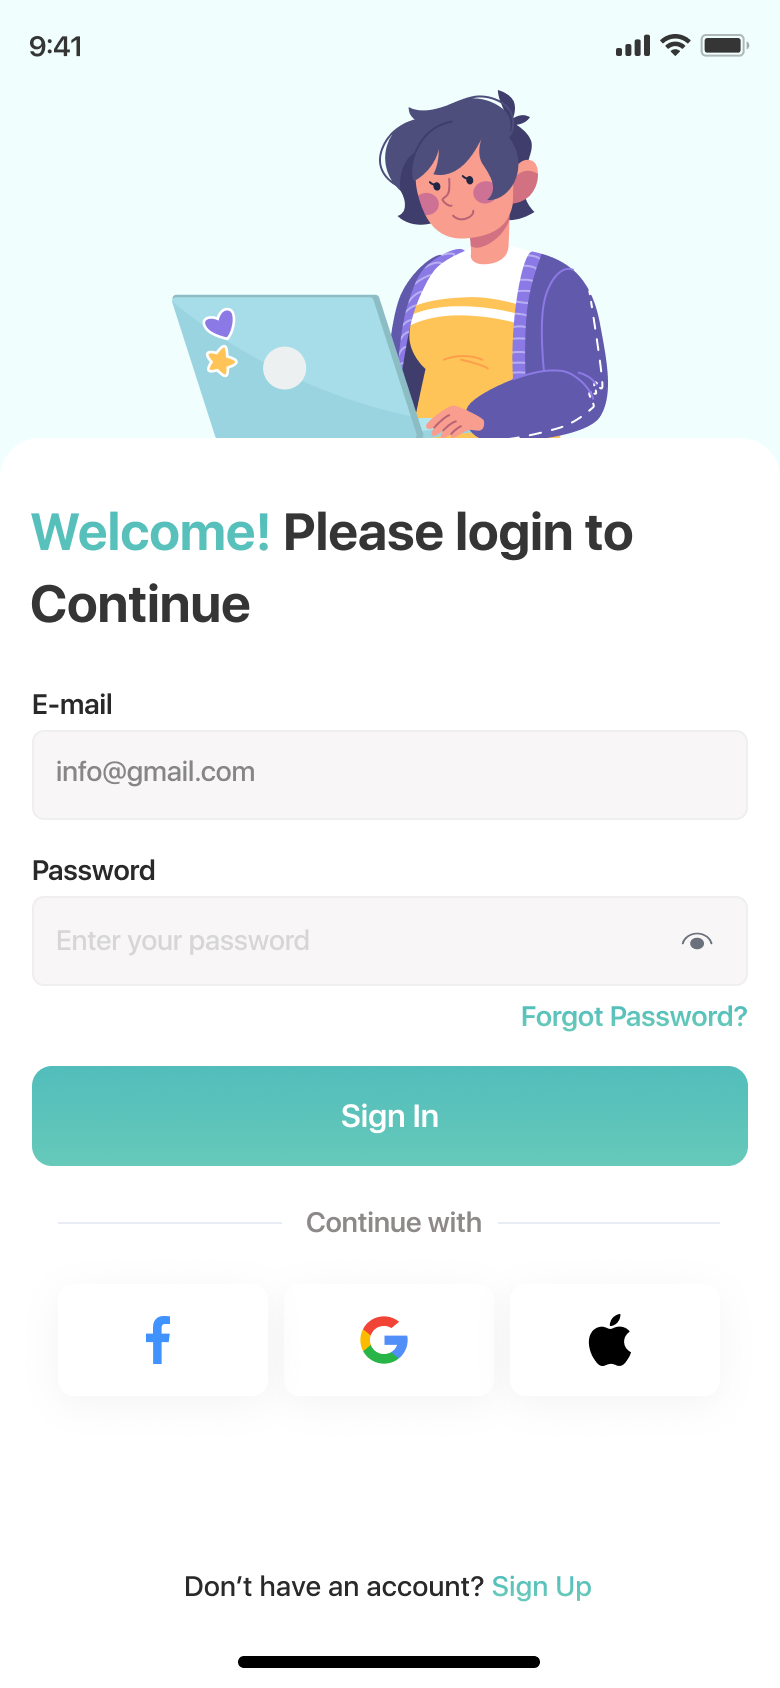 9:41
Welcome! Please login to
Continue
E-mail
info@gmail.com
Password
Enter your password
Forgot Password?
Sign In
Continue with
Don’t have an account? Sign Up